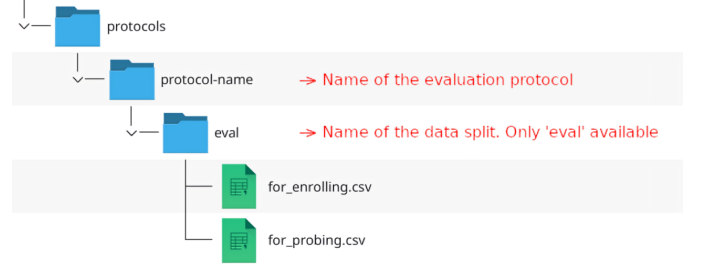 protocols
protocol-name → Name of the evaluation protocol
eval → Name of the data split. Only 'eval' available
for_enrolling.csv
for_probing.csv